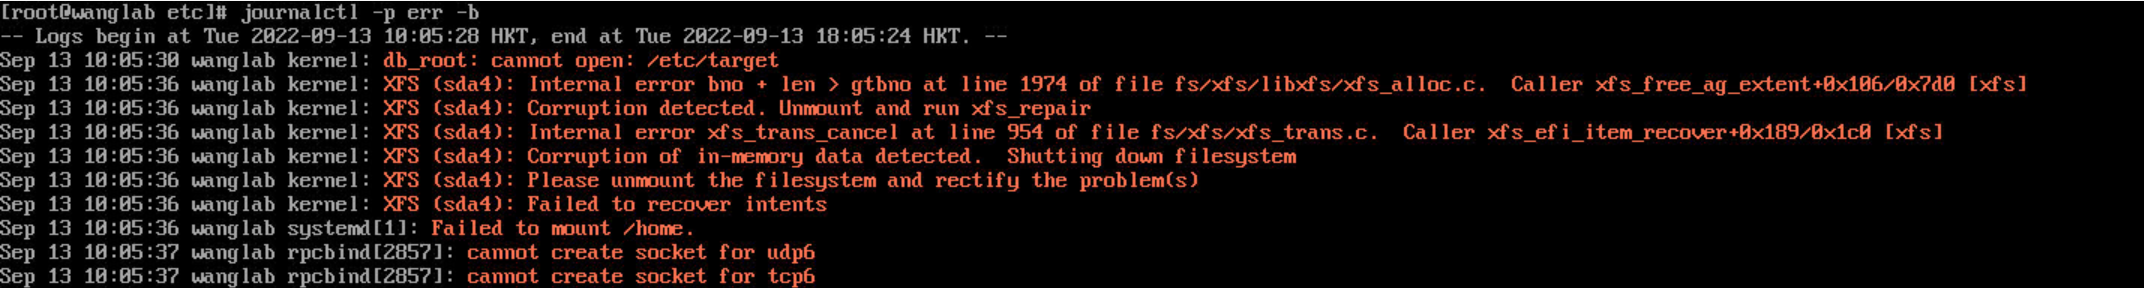 [root@wanglab etc]# journalctl -p err -b
-- Logs begin at Tue 2022-09-13 10:05:28 HKT, end at Tue 2022-09-13 18:05:24 HKT. --
Sep 13 10:05:30 wanglab kernel: db_root: cannot open: /etc/target
Sep 13 10:05:36 wanglab kernel: XFS (sda4): Internal error bno + len > gtbno at line 1974 of file fs/xfs/libxfs/xfs_alloc.c.  Caller xfs_free_ag_extent+0x106/0x7d0 [xfs]
Sep 13 10:05:36 wanglab kernel: XFS (sda4): Corruption detected. Unmount and run xfs_repair
Sep 13 10:05:36 wanglab kernel: XFS (sda4): Internal error xfs_trans_cancel at line 954 of file fs/xfs/xfs_trans.c.  Caller xfs_efi_item_recover+0x189/0x1c0 [xfs]
Sep 13 10:05:36 wanglab kernel: XFS (sda4): Corruption of in-memory data detected.  Shutting down filesystem
Sep 13 10:05:36 wanglab kernel: XFS (sda4): Please unmount the filesystem and rectify the problem(s)
Sep 13 10:05:36 wanglab kernel: XFS (sda4): Failed to recover intents
Sep 13 10:05:36 wanglab systemd[1]: Failed to mount /home.
Sep 13 10:05:37 wanglab rpcbind[2857]: cannot create socket for udp6
Sep 13 10:05:37 wanglab rpcbind[2857]: cannot create socket for tcp6